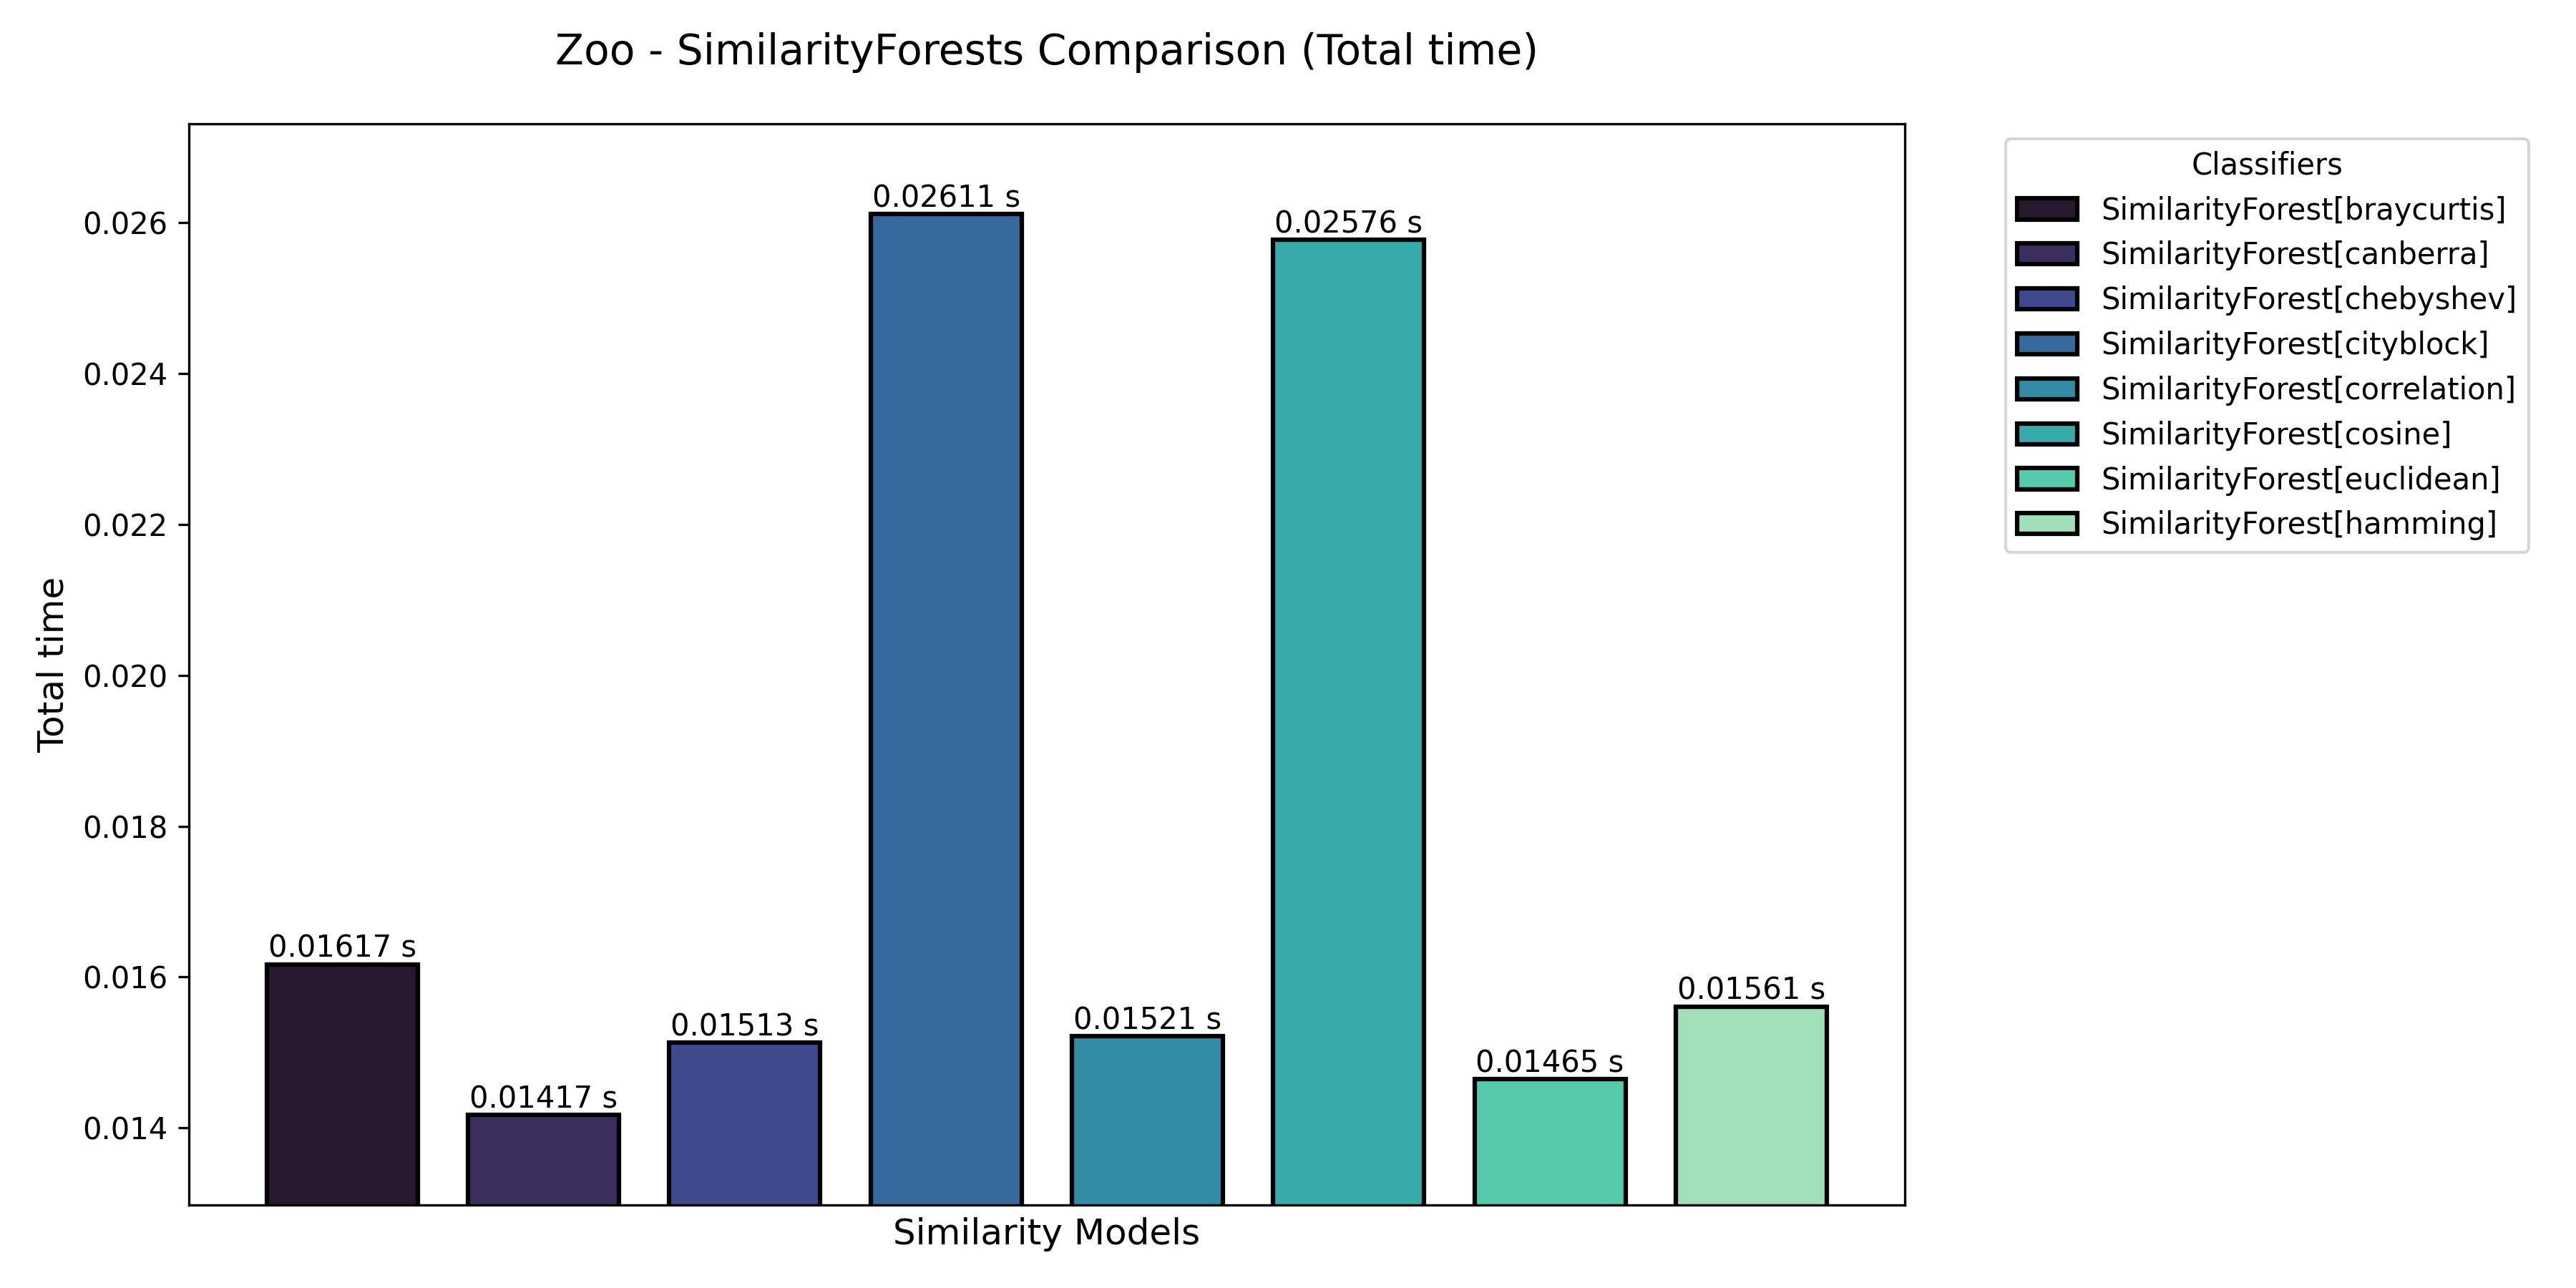 Zoo - SimilarityForests Comparison (Total time)
Total time
0.026
0.024
0.022
0.020
0.018
0.016
0.014
0.01617 s
0.01417 s
0.01513 s
0.02611 s
0.01521 s
0.02576 s
0.01465 s
0.01561 s
Similarity Models
Classifiers
SimilarityForest[braycurtis]
SimilarityForest[canberra]
SimilarityForest[chebyshev]
SimilarityForest[cityblock]
SimilarityForest[correlation]
SimilarityForest[cosine]
SimilarityForest[euclidean]
SimilarityForest[hamming]